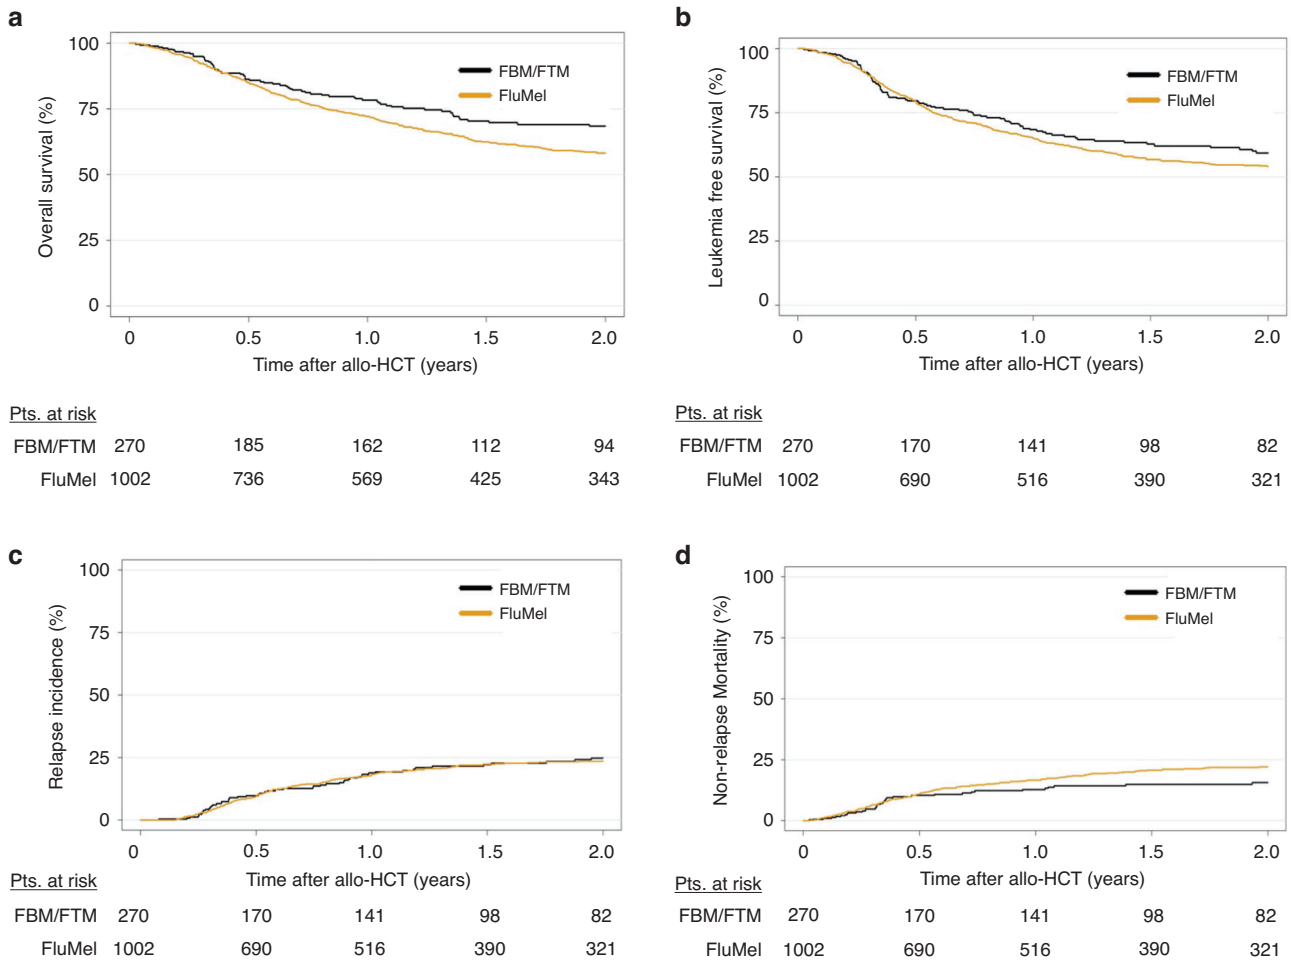 a
100
75
50
25
0
Overall survival (%)
FBM/FTM
FluMel
0 0.5 1.0 1.5 2.0
Time after allo-HCT (years)
Pts. at risk
FBM/FTM 270 185 162 112 94
FluMel 1002 736 569 425 343
b
100
75
50
25
0
Leukemia free survival (%)
FBM/FTM
FluMel
0 0.5 1.0 1.5 2.0
Time after allo-HCT (years)
Pts. at risk
FBM/FTM 270 170 141 98 82
FluMel 1002 690 516 390 321
c
100
75
50
25
0
Relapse incidence (%)
FBM/FTM
FluMel
0 0.5 1.0 1.5 2.0
Time after allo-HCT (years)
Pts. at risk
FBM/FTM 270 170 141 98 82
FluMel 1002 690 516 390 321
d
100
75
50
25
0
Non-relapse Mortality (%)
FBM/FTM
FluMel
0 0.5 1.0 1.5 2.0
Time after allo-HCT (years)
Pts. at risk
FBM/FTM 270 170 141 98 82
FluMel 1002 690 516 390 321